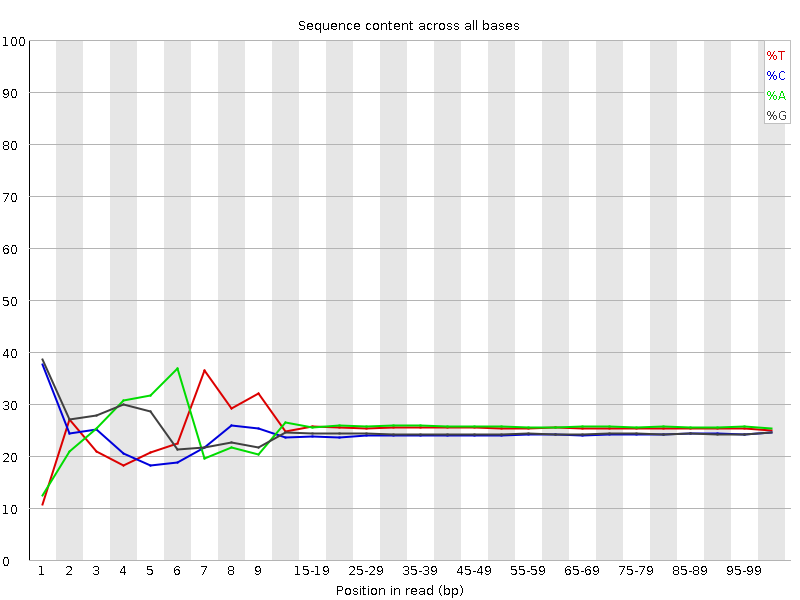 Sequence content across all bases
100
90
80
70
60
50
40
30
20
10
0
%T
%C
%A
%G
1 2 3 4 5 6 7 8 9 15-19 25-29 35-39 45-49 55-59 65-69 75-79 85-89 95-99
Position in read (bp)